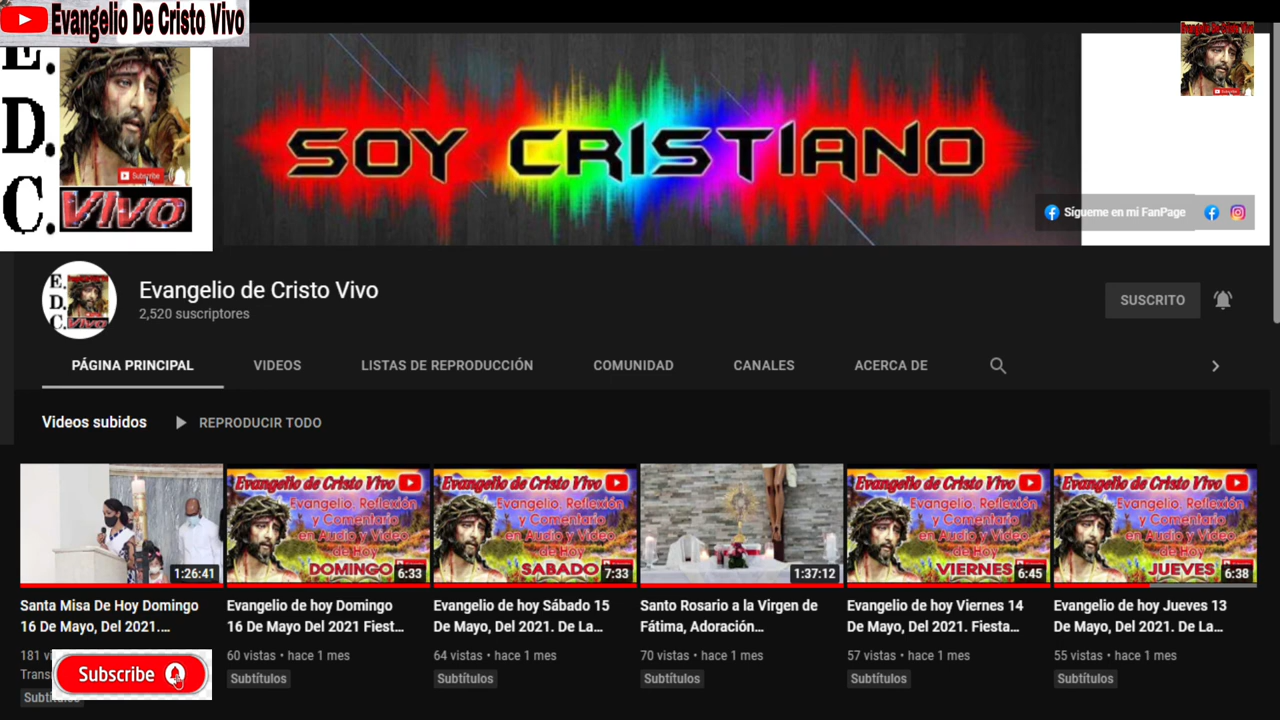 Evangelio De Cristo Vivo
E.
D.
C.
Vivo
Subscribe
SOY CRISTIANO
Evangelio De Cristo Vivo
Sígueme en mi FanPage
E.
D.
C.
Vivo
Evangelio de Cristo Vivo
2,520 suscriptores
SUSCRITO
PÁGINA PRINCIPAL
VIDEOS
LISTAS DE REPRODUCCIÓN
COMUNIDAD
CANALES
ACERCA DE
Videos subidos
REPRODUCIR TODO
1:26:41
Santa Misa De Hoy Domingo
16 De Mayo, Del 2021....
181 v
Trans
Subtítulos
Evangelio de Cristo Vivo
Evangelio, Reflexión
y Comentario
en Audio y Video
de Hoy
DOMINGO
6:33
Evangelio de hoy Domingo
16 De Mayo Del 2021 Fiest...
60 vistas • hace 1 mes
Subtítulos
Evangelio de Cristo Vivo
Evangelio, Reflexión
y Comentario
en Audio y Video
de Hoy
SABADO
7:33
Evangelio de hoy Sábado 15
De Mayo, Del 2021. De La...
64 vistas • hace 1 mes
Subtítulos
1:37:12
Santo Rosario a la Virgen de
Fátima, Adoración...
70 vistas • hace 1 mes
Subtítulos
Evangelio de Cristo Vivo
Evangelio, Reflexión
y Comentario
en Audio y Video
de Hoy
VIERNES
6:45
Evangelio de hoy Viernes 14
De Mayo, Del 2021. Fiesta...
57 vistas • hace 1 mes
Subtítulos
Evangelio de Cristo Vivo
Evangelio, Reflexión
y Comentario
en Audio y Video
de Hoy
JUEVES
6:38
Evangelio de hoy Jueves 13
De Mayo, Del 2021. De La...
55 vistas • hace 1 mes
Subtítulos
Subscribe